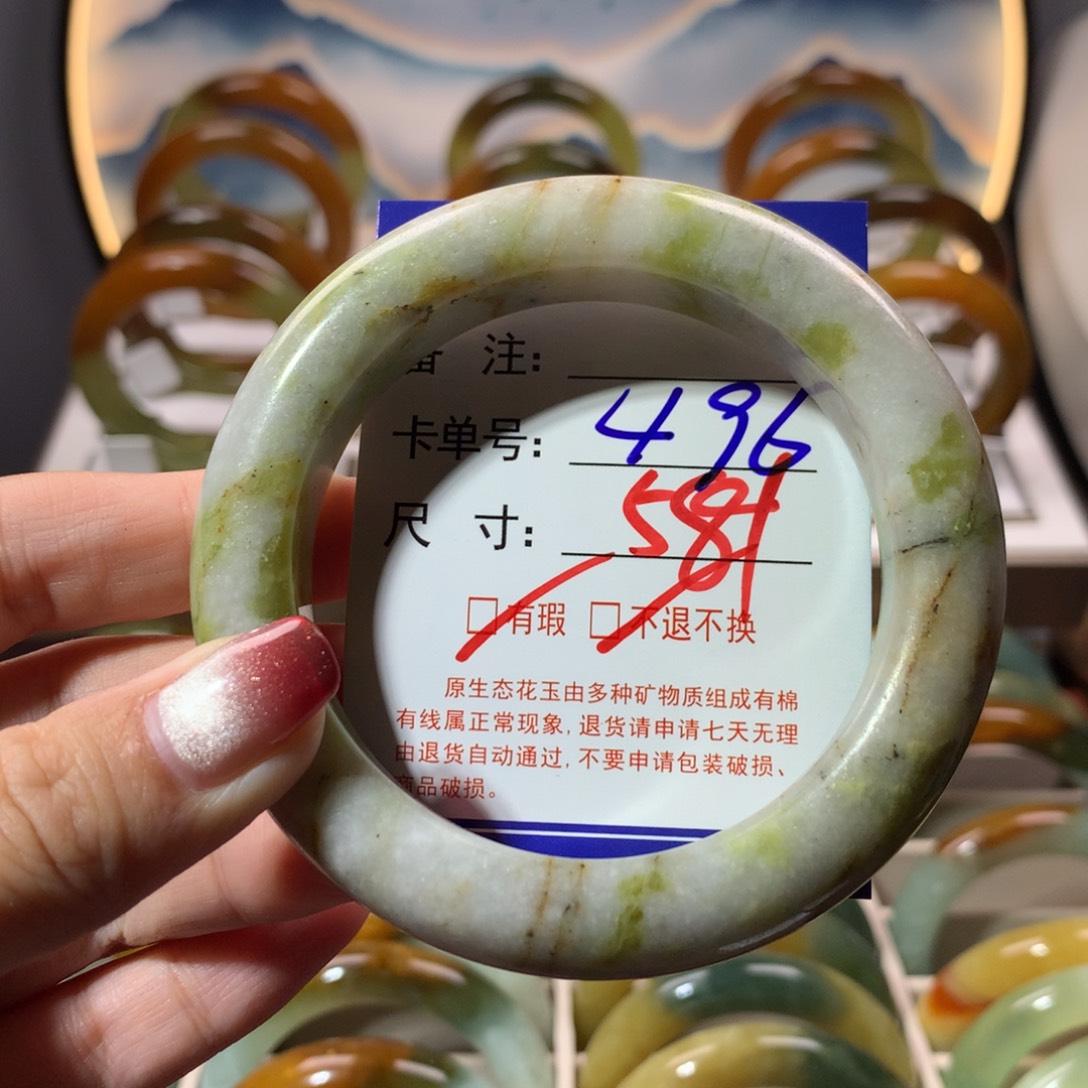 备 注:
卡单号: 496
尺 寸: 581
□有瑕 □不退不换
原生态花玉由多种矿物质组成有棉
有线属正常现象,退货请申请七天无理
由退货自动通过,不要申请包装破损、
商品破损。